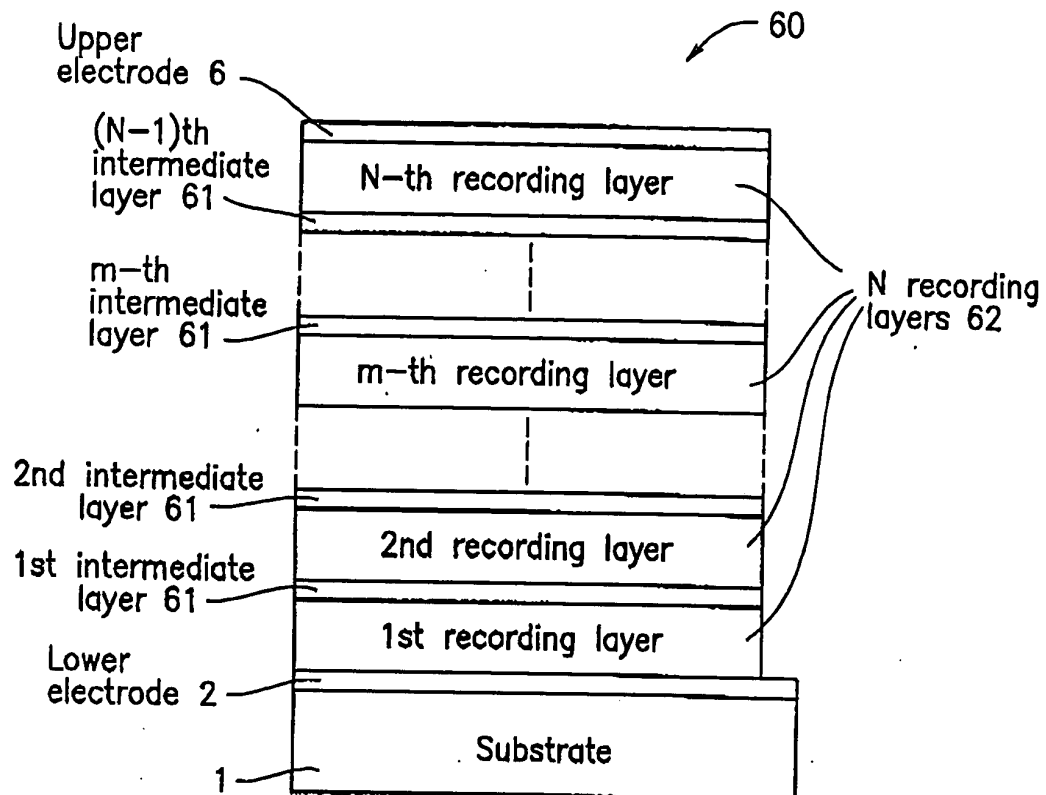 60
Upper
electrode 6
(N-1)th
intermediate
layer 61
N-th recording layer
m-th
intermediate
layer 61
N recording
layers 62
m-th recording layer
2nd intermediate
layer 61
2nd recording layer
1st intermediate
layer 61
1st recording layer
Lower
electrode 2
Substrate
1